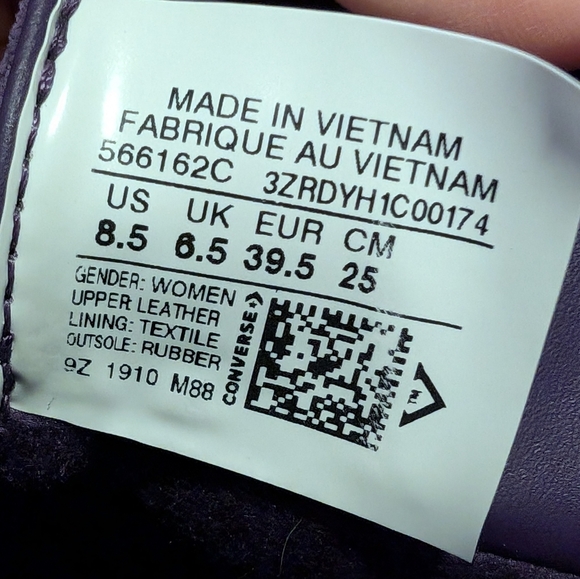 MADE IN VIETNAM
FABRIQUE AU VIETNAM
566162C 3ZRDYH1C00174
US UK EUR CM
8.5 6.5 39.5 25
GENDER: WOMEN
UPPER: LEATHER
LINING: TEXTILE
OUTSOLE: RUBBER
9Z 1910 M88
CONVERSE
TM